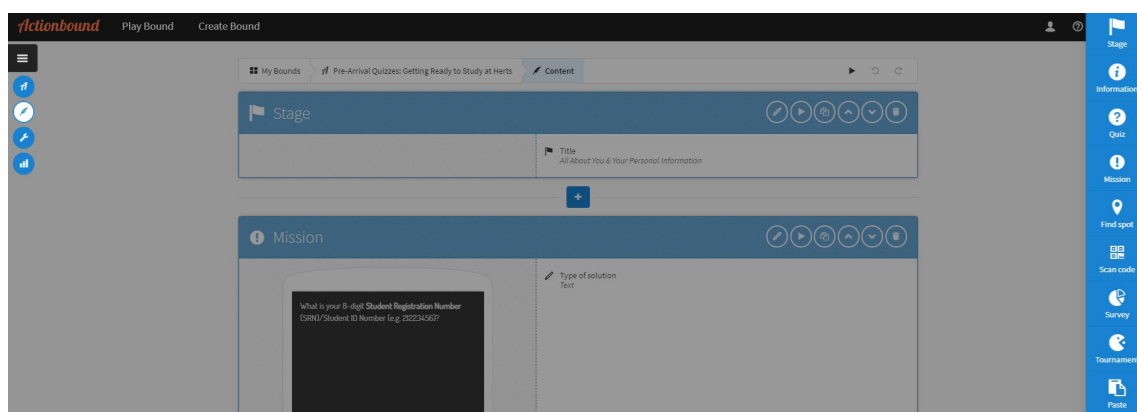 Actionbound Play Bound Create Bound
Stage
Information
Quiz
Mission
Find spot
Scan code
Survey
Tournament
Paste
My Bounds Pre-Arrival Quizzes: Getting Ready to Study at Herts Content
Stage
Title
All About You & Your Personal Information
Mission
Type of solution
Text
What is your 8-digit Student Registration Number
(SRN)/Student ID Number (e.g. 21223456)?